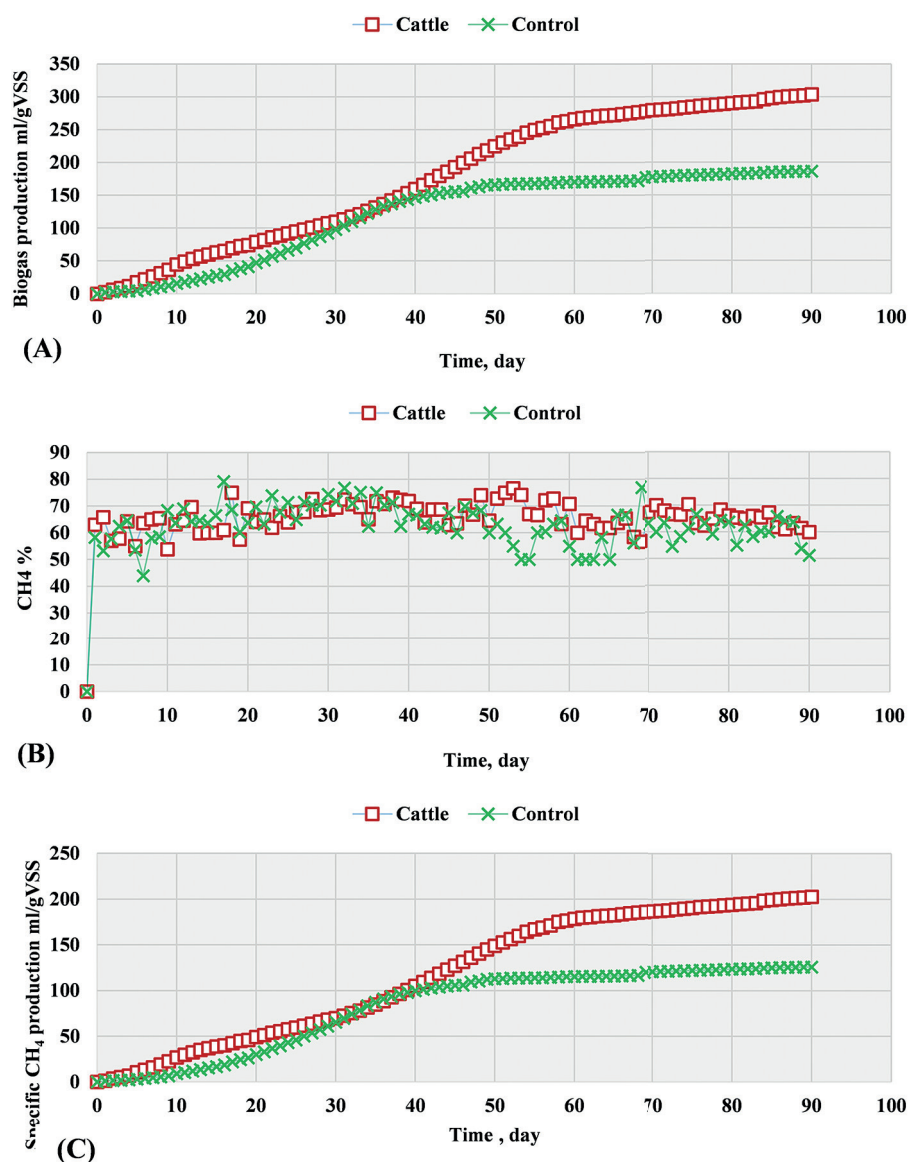 Cattle Control
350
300
250
200
150
100
50
0
Biogas production ml/gVSS
0 10 20 30 40 50 60 70 80 90 100
(A)
Time, day
Cattle Control
90
80
70
60
50
40
30
20
10
0
CH4 %
0 10 20 30 40 50 60 70 80 90 100
(B)
Time, day
Cattle Control
250
200
150
100
50
0
Specific CH₄ production ml/gVSS
0 10 20 30 40 50 60 70 80 90 100
Time , day
(C)